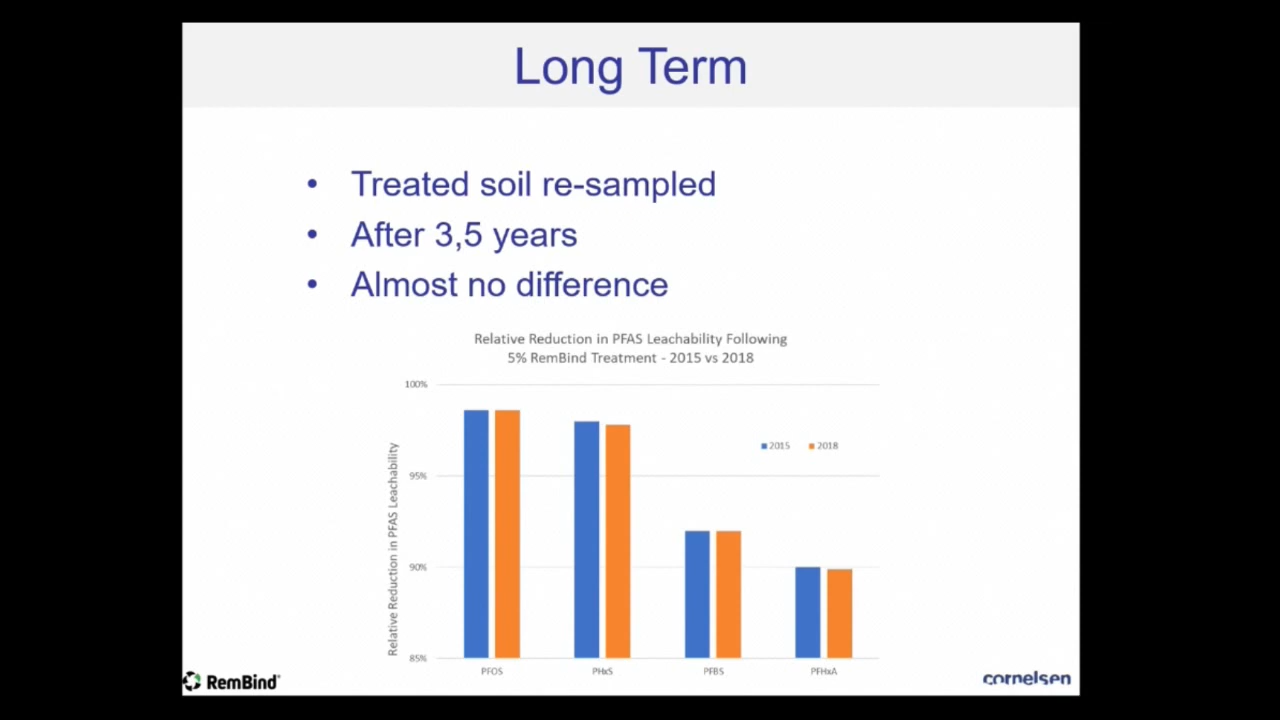 Long Term
• Treated soil re-sampled
• After 3,5 years
• Almost no difference
Relative Reduction in PFAS Leachability Following
5% RemBind Treatment - 2015 vs 2018
100%
95%
90%
85%
Relative Reduction in PFAS Leachability
2015 2018
PFOS PHxS PFBS PFHxA
RemBind
cornelsen